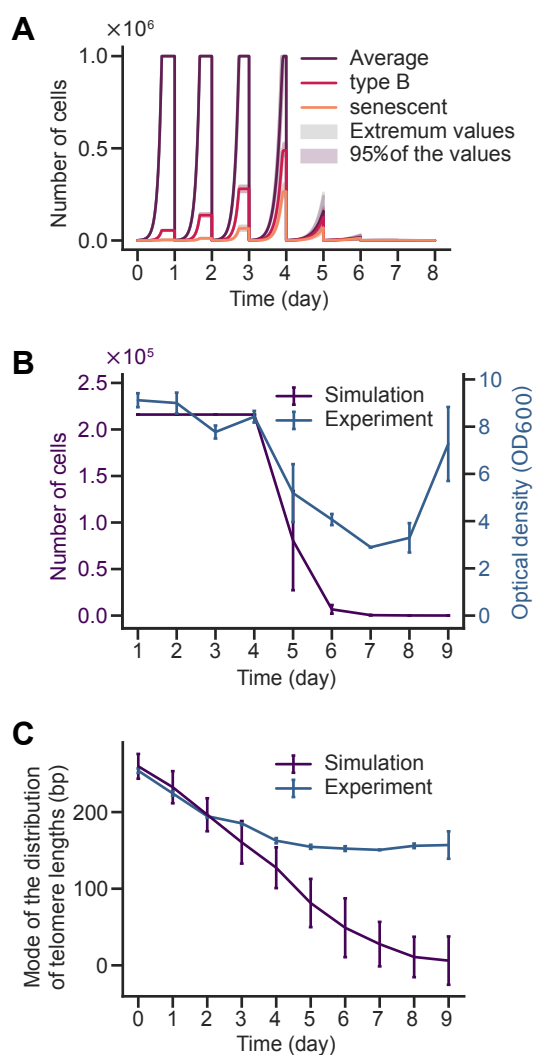 A
×10⁶
1.0
0.5
0.0
Number of cells
Average
type B
senescent
Extremum values
95%of the values
0 1 2 3 4 5 6 7 8
Time (day)
B
×10⁵
2.5
2.0
1.0
0.5
0.0
Number of cells
Simulation
Experiment
10
8
6
4
2
0
Optical density (OD600)
1 2 3 4 5 6 7 8 9
Time (day)
C
200
100
0
Mode of the distribution
of telomere lengths (bp)
Simulation
Experiment
0 1 2 3 4 5 6 7 8 9
Time (day)